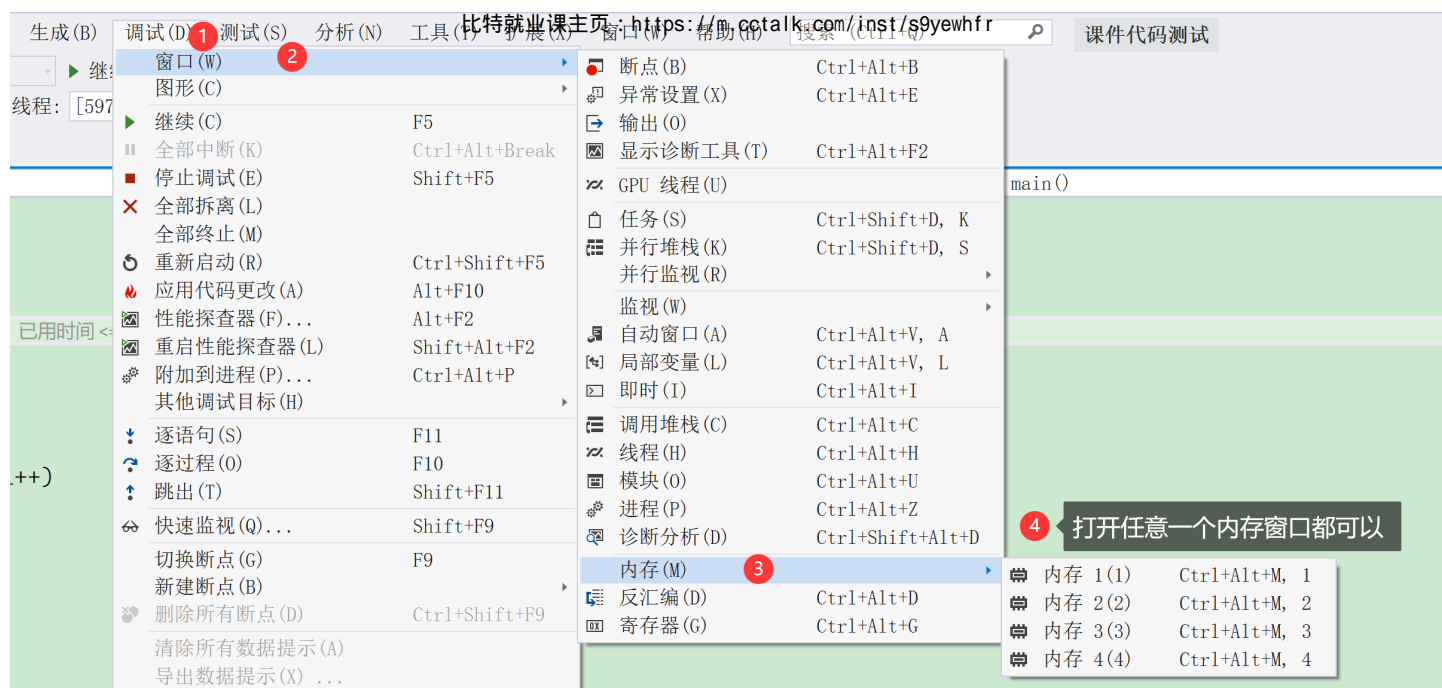 比特就业课主页：https://m.cctalk.com/inst/s9yewhfr
生成(B) 调试(D) 测试(S) 分析(N) 工具(T) 扩展(X) 窗口(W) 帮助(H) 搜索 (Ctrl+Q) 课件代码测试
1
继
线程: [597
窗口(W) 2
图形(C)
继续(C) F5
全部中断(K) Ctrl+Alt+Break
停止调试(E) Shift+F5
全部拆离(L)
全部终止(M)
重新启动(R) Ctrl+Shift+F5
应用代码更改(A) Alt+F10
性能探查器(F)... Alt+F2
重启性能探查器(L) Shift+Alt+F2
附加到进程(P)... Ctrl+Alt+P
其他调试目标(H)
逐语句(S) F11
逐过程(O) F10
跳出(T) Shift+F11
快速监视(Q)... Shift+F9
切换断点(G) F9
新建断点(B)
删除所有断点(D) Ctrl+Shift+F9
清除所有数据提示(A)
导出数据提示(X) ...
断点(B) Ctrl+Alt+B
异常设置(X) Ctrl+Alt+E
输出(O)
显示诊断工具(T) Ctrl+Alt+F2
GPU 线程(U)
任务(S) Ctrl+Shift+D, K
并行堆栈(K) Ctrl+Shift+D, S
并行监视(R)
监视(W)
自动窗口(A) Ctrl+Alt+V, A
局部变量(L) Ctrl+Alt+V, L
即时(I) Ctrl+Alt+I
调用堆栈(C) Ctrl+Alt+C
线程(H) Ctrl+Alt+H
模块(O) Ctrl+Alt+U
进程(P) Ctrl+Alt+Z
诊断分析(D) Ctrl+Shift+Alt+D
内存(M) 3
反汇编(D) Ctrl+Alt+D
寄存器(G) Ctrl+Alt+G
main()
已用时间 <=
++)
4 打开任意一个内存窗口都可以
内存 1(1) Ctrl+Alt+M, 1
内存 2(2) Ctrl+Alt+M, 2
内存 3(3) Ctrl+Alt+M, 3
内存 4(4) Ctrl+Alt+M, 4